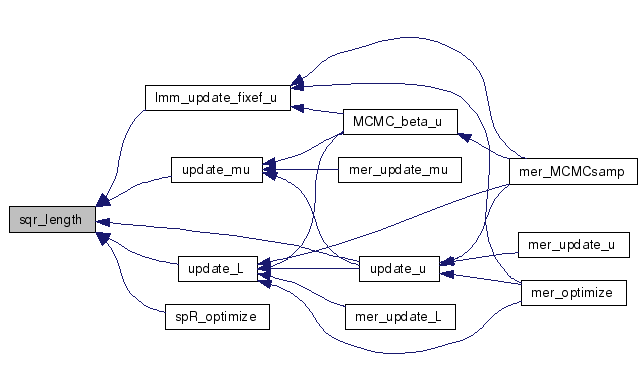 sqr_length
lmm_update_fixef_u
update_mu
update_L
spR_optimize
MCMC_beta_u
mer_update_mu
update_u
mer_update_L
mer_MCMCsamp
mer_update_u
mer_optimize